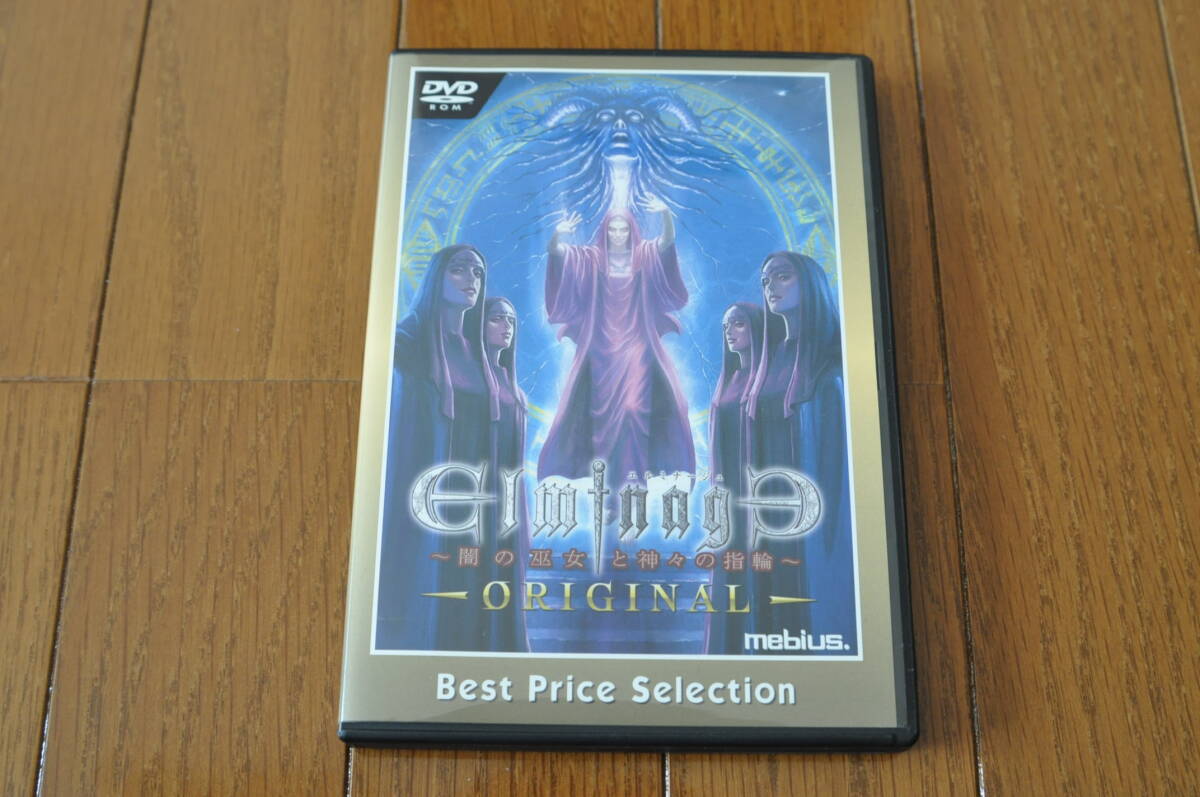 DVD
ROM
エルミナージュ
Elminage
～闇の巫女と神々の指輪～
ORIGINAL
mebius.
Best Price Selection